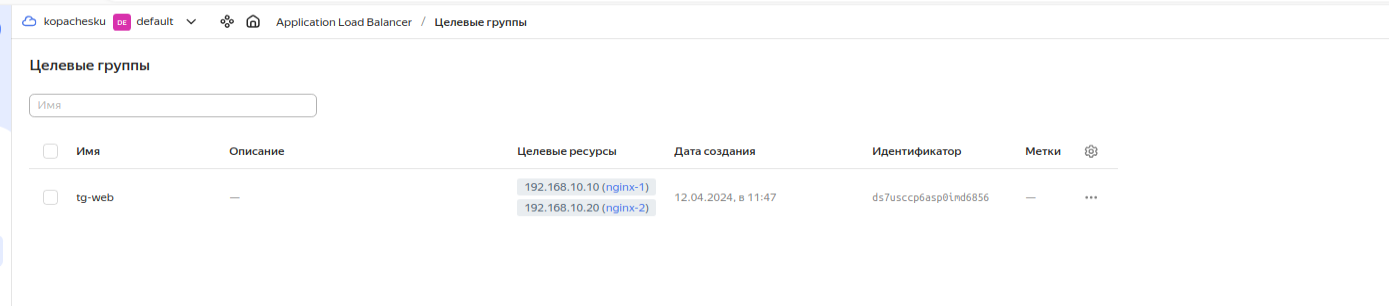 kopachesku DE default Application Load Balancer / Целевые группы
Целевые группы
Имя
Имя Описание Целевые ресурсы Дата создания Идентификатор Метки
tg-web — 192.168.10.10 (nginx-1) 12.04.2024, в 11:47 ds7usccp6asp0imd6856 —
192.168.10.20 (nginx-2)